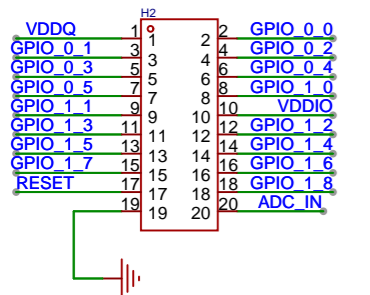 H2
VDDQ 1 1 2 2 GPIO_0_0
GPIO_0_1 3 3 4 4 GPIO_0_2
GPIO_0_3 5 5 6 6 GPIO_0_4
GPIO_0_5 7 7 8 8 GPIO_1_0
GPIO_1_1 9 9 10 10 VDDIO
GPIO_1_3 11 11 12 12 GPIO_1_2
GPIO_1_5 13 13 14 14 GPIO_1_4
GPIO_1_7 15 15 16 16 GPIO_1_6
RESET 17 17 18 18 GPIO_1_8
19 19 20 20 ADC_IN